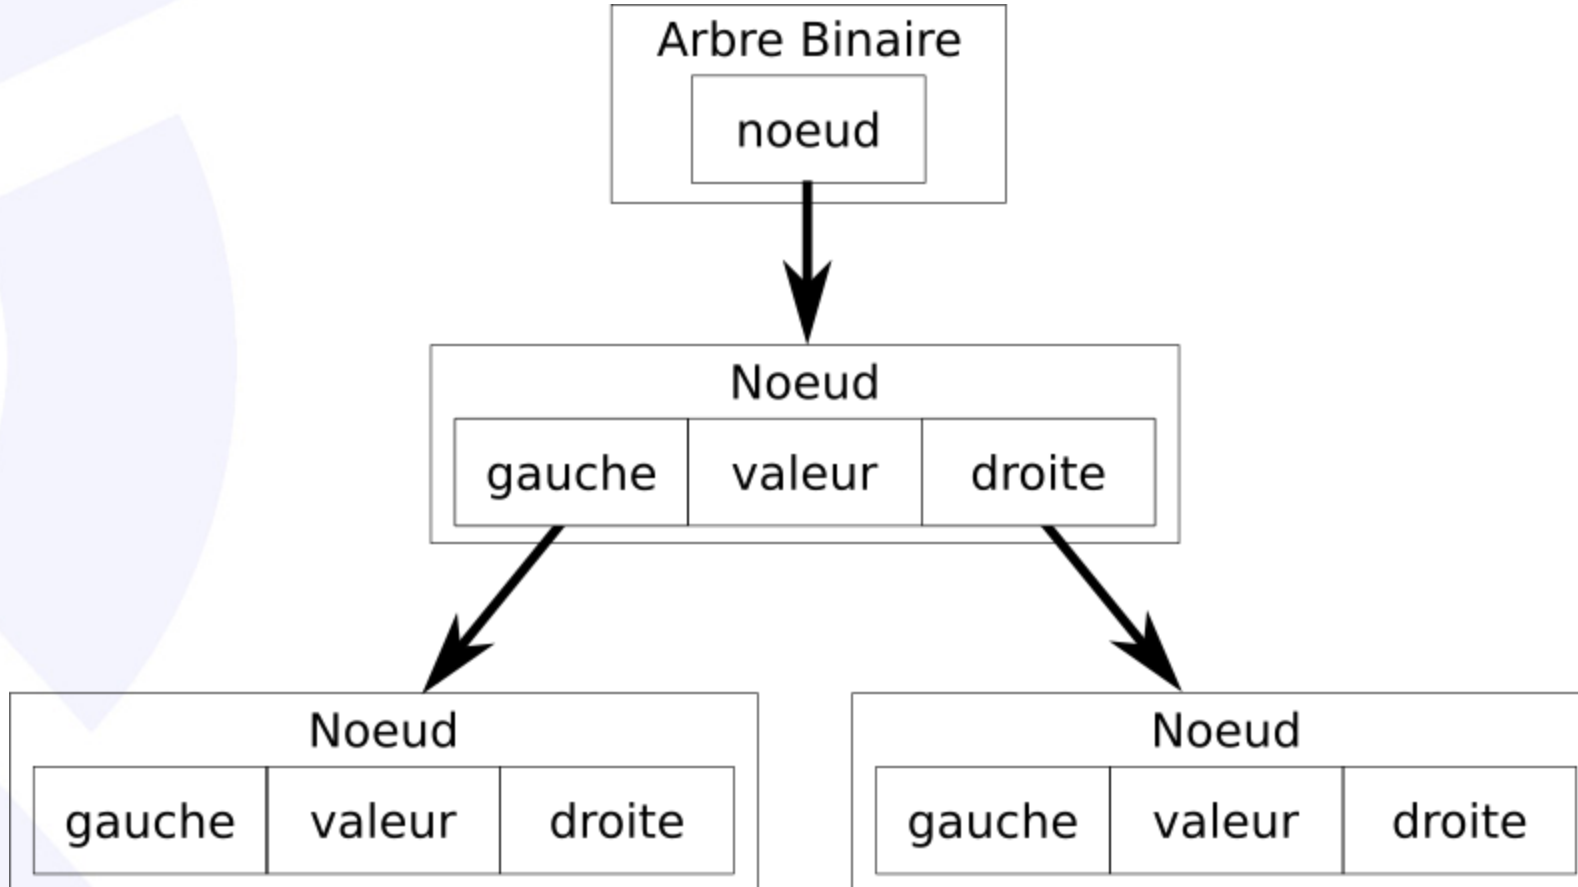 Arbre Binaire
noeud
Noeud
gauche valeur droite
Noeud
gauche valeur droite
Noeud
gauche valeur droite